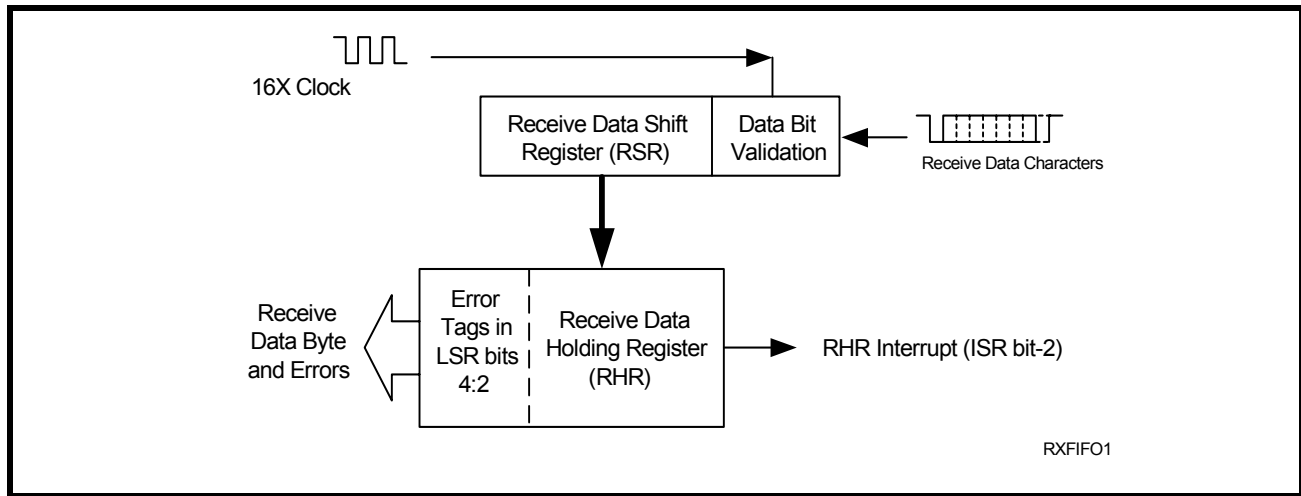 16X Clock
Receive Data Shift
Register (RSR)
Data Bit
Validation
Receive Data Characters
Receive
Data Byte
and Errors
Error
Tags in
LSR bits
4:2
Receive Data
Holding Register
(RHR)
RHR Interrupt (ISR bit-2)
RXFIFO1